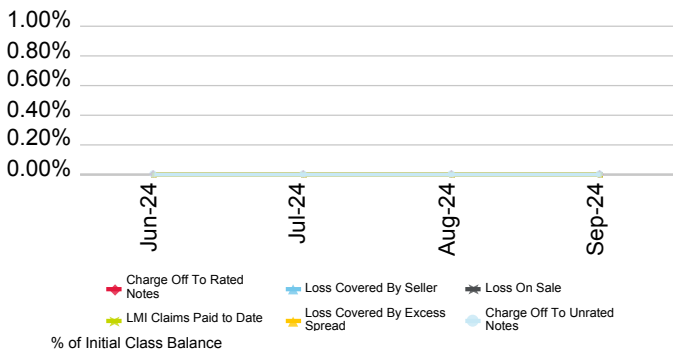 1.00%
0.80%
0.60%
0.40%
0.20%
0.00%
Jun-24
Jul-24
Aug-24
Sep-24
Charge Off To Rated
Notes
Loss Covered By Seller
Loss On Sale
LMI Claims Paid to Date
Loss Covered By Excess
Spread
Charge Off To Unrated
Notes
% of Initial Class Balance